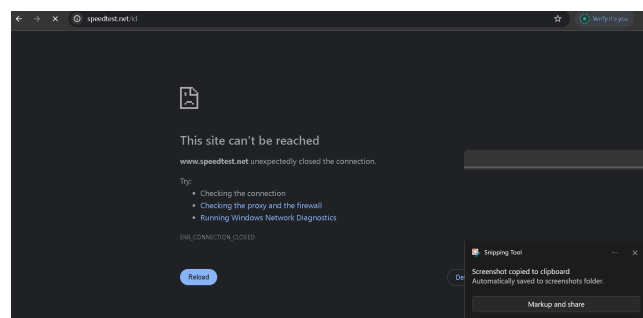 speedtest.net/id
Verify it's you
This site can't be reached
www.speedtest.net unexpectedly closed the connection.
Try:
Checking the connection
Checking the proxy and the firewall
Running Windows Network Diagnostics
ERR_CONNECTION_CLOSED
Reload
Snipping Tool
Screenshot copied to clipboard
Automatically saved to screenshots folder.
Markup and share